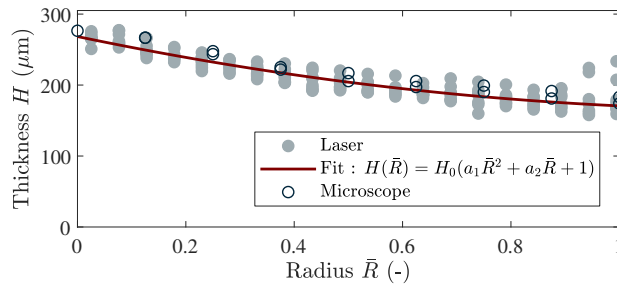 300
200
100
0
Thickness H (μm)
Laser
Fit : H(R̄) = H₀(a₁R̄² + a₂R̄ + 1)
Microscope
0 0.2 0.4 0.6 0.8 1
Radius R̄ (-)